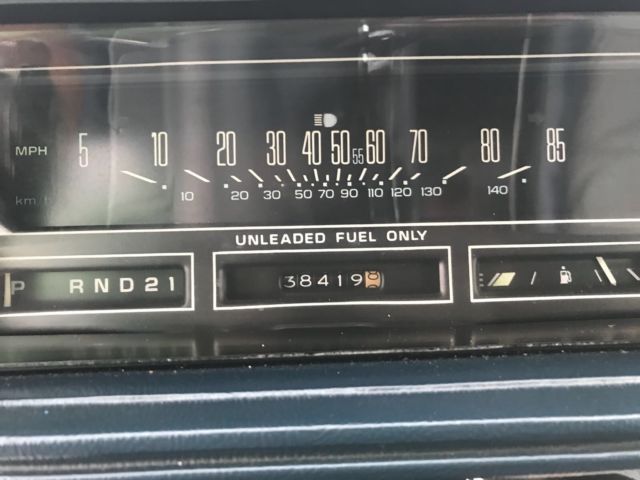 MPH 5 10 20 30 40 50 55 60 70 80 85
km/h 10 20 30 50 70 90 110 120 130 140
UNLEADED FUEL ONLY
P R N D 2 1 38419